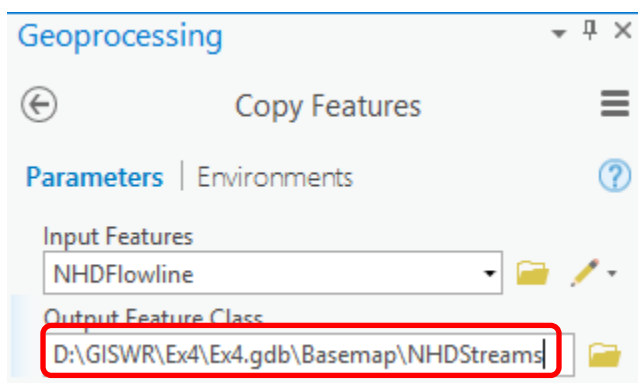 Geoprocessing
Copy Features
Parameters | Environments
Input Features
NHDFlowline
Output Feature Class
D:\GISWR\Ex4\Ex4.gdb\Basemap\NHDStreams